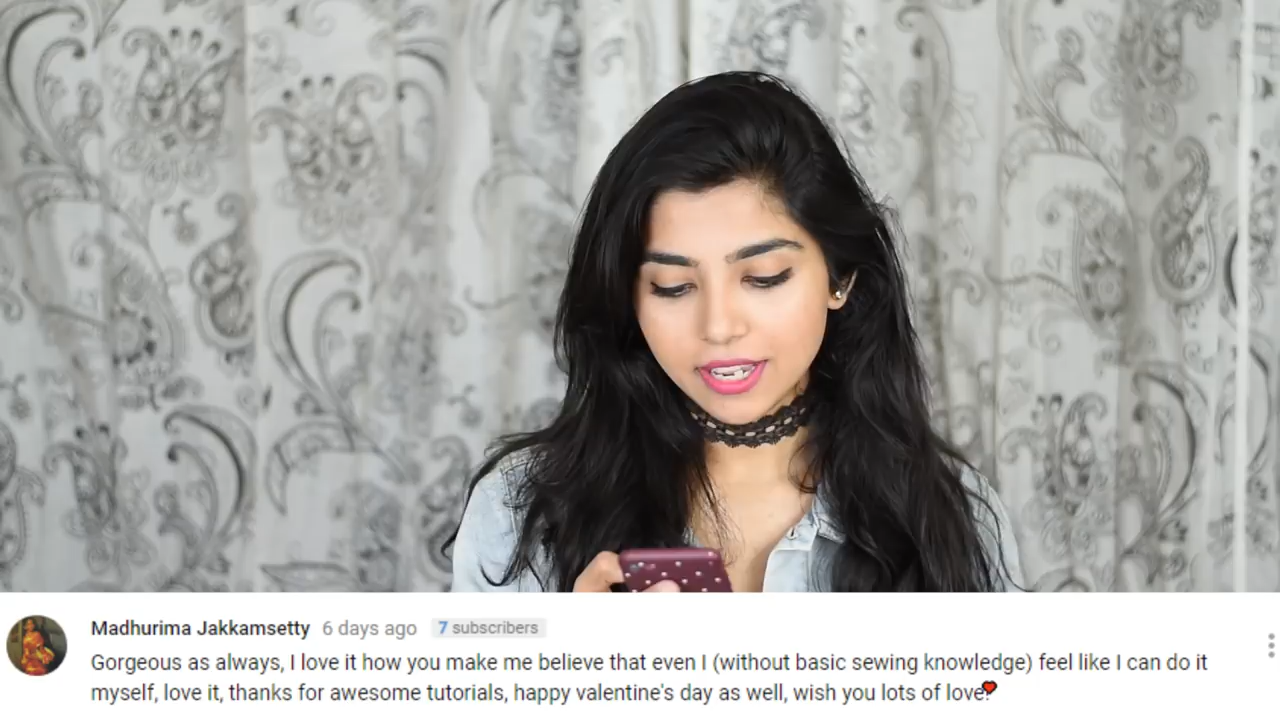 Madhurima Jakkamsetty 6 days ago 7 subscribers
Gorgeous as always, I love it how you make me believe that even I (without basic sewing knowledge) feel like I can do it
myself, love it, thanks for awesome tutorials, happy valentine's day as well, wish you lots of love❣